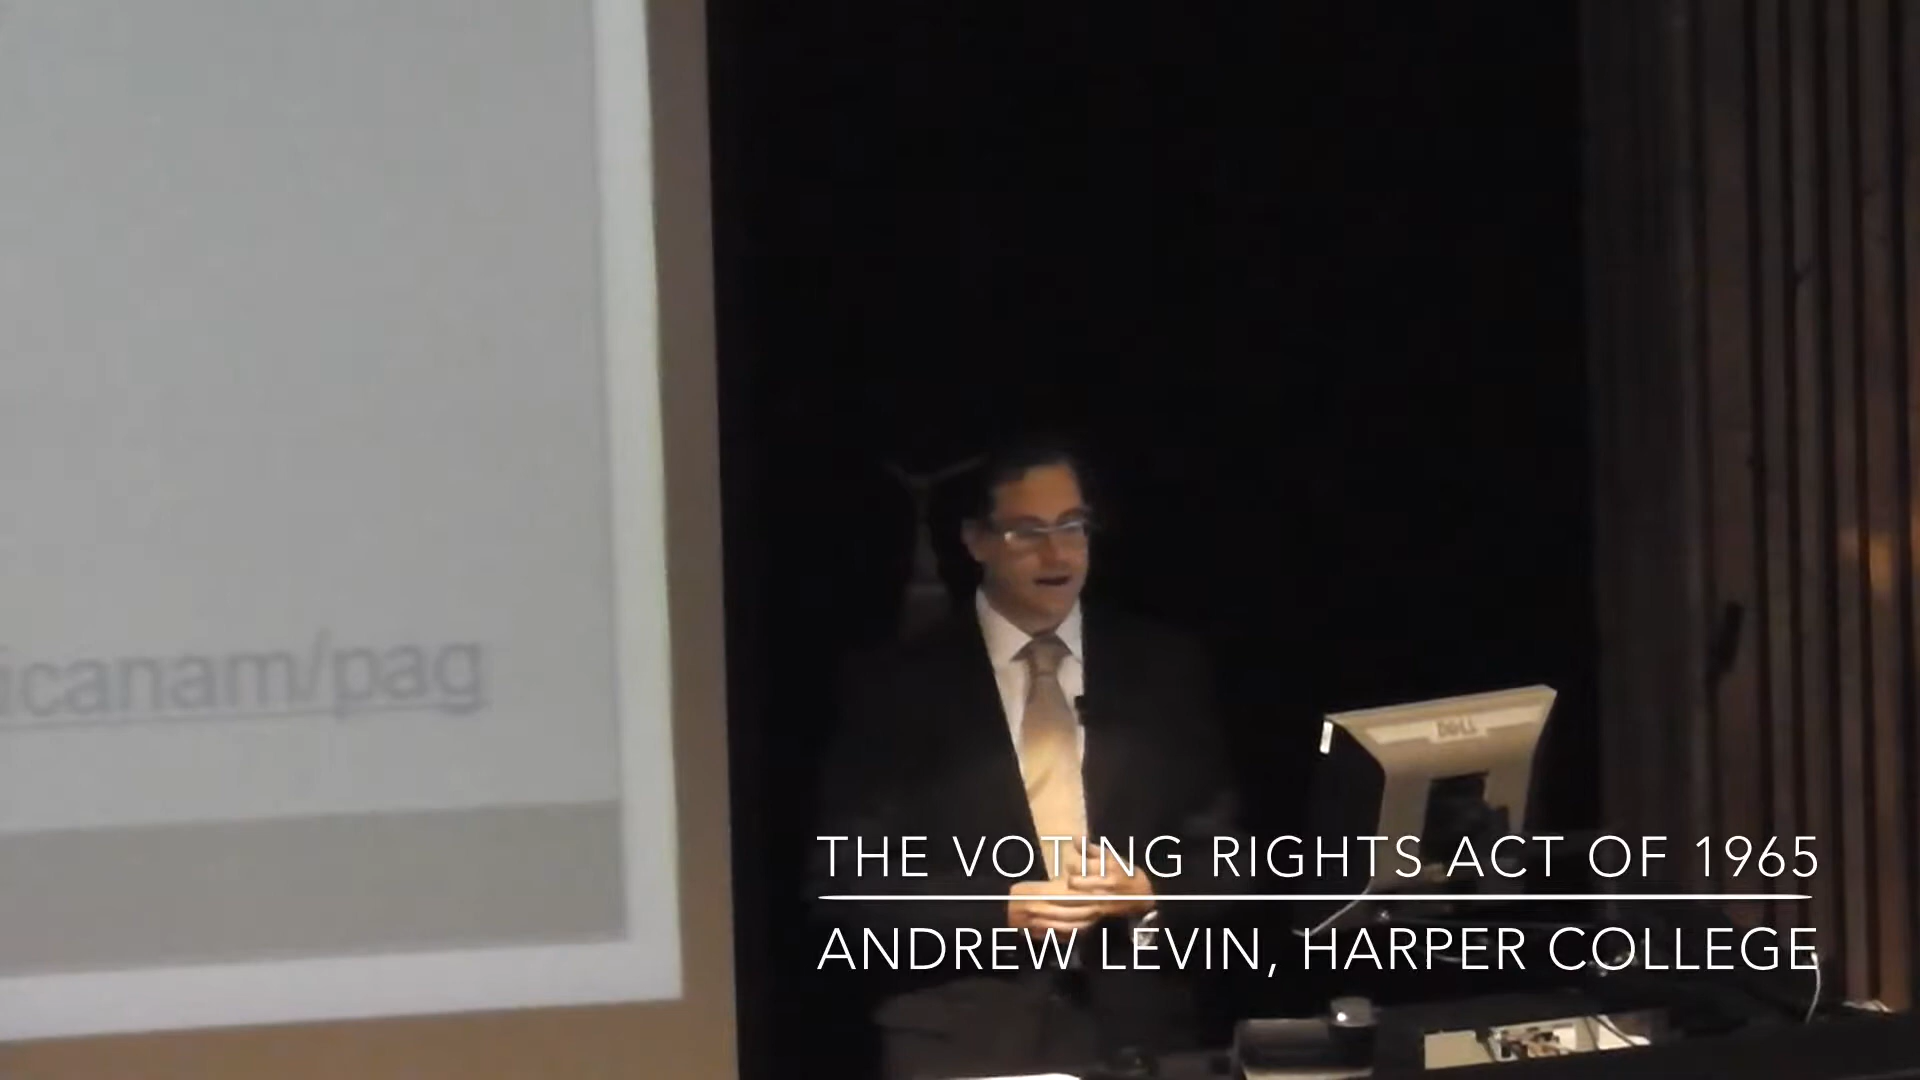 icanam/pag
DELL
THE VOTING RIGHTS ACT OF 1965
ANDREW LEVIN, HARPER COLLEGE